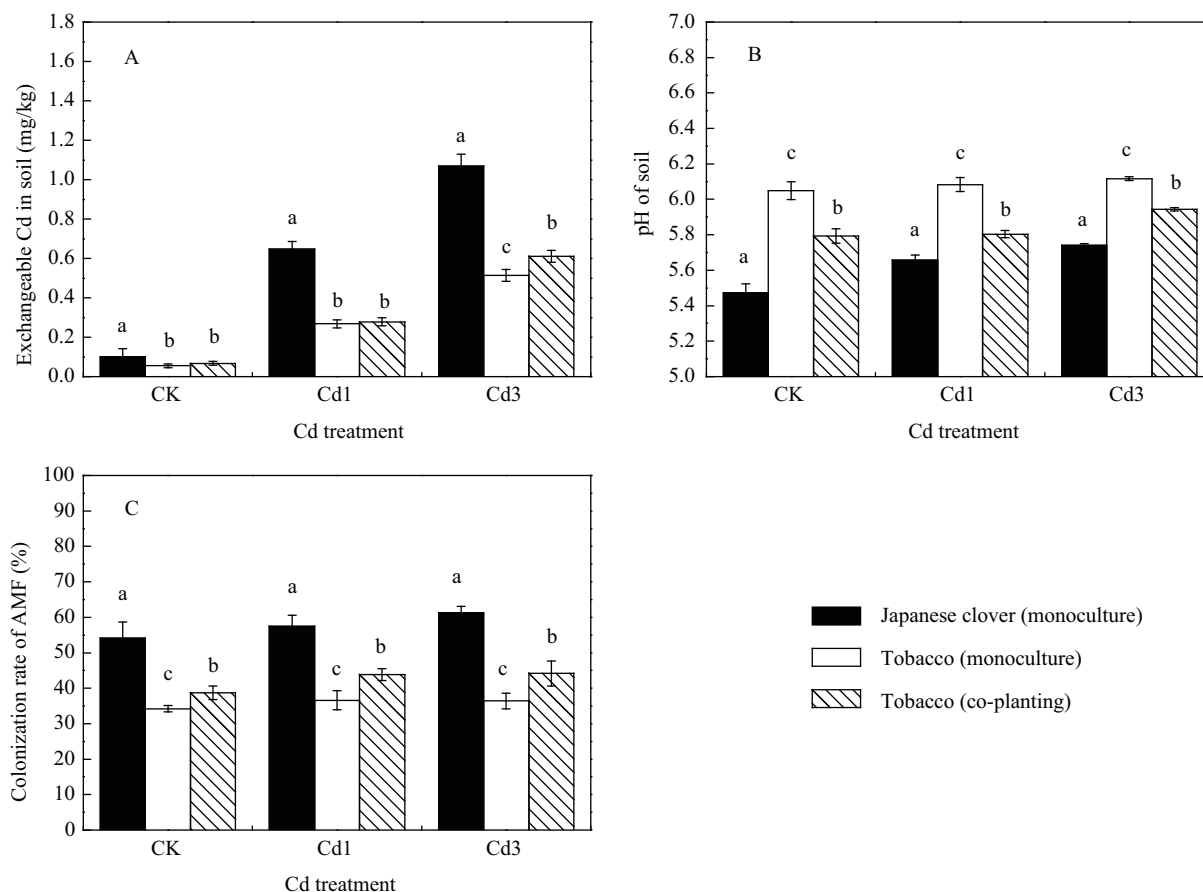 Exchangeable Cd in soil (mg/kg)
1.8
1.6
1.4
1.2
1.0
0.8
0.6
0.4
0.2
0.0
A
a
b
b
a
b
b
a
c
b
CK
Cd1
Cd3
Cd treatment
pH of soil
7.0
6.8
6.6
6.4
6.2
6.0
5.8
5.6
5.4
5.2
5.0
B
a
c
b
a
c
b
a
c
b
CK
Cd1
Cd3
Cd treatment
Colonization rate of AMF (%)
100
90
80
70
60
50
40
30
20
10
0
C
a
c
b
a
c
b
a
c
b
CK
Cd1
Cd3
Cd treatment
Japanese clover (monoculture)
Tobacco (monoculture)
Tobacco (co-planting)